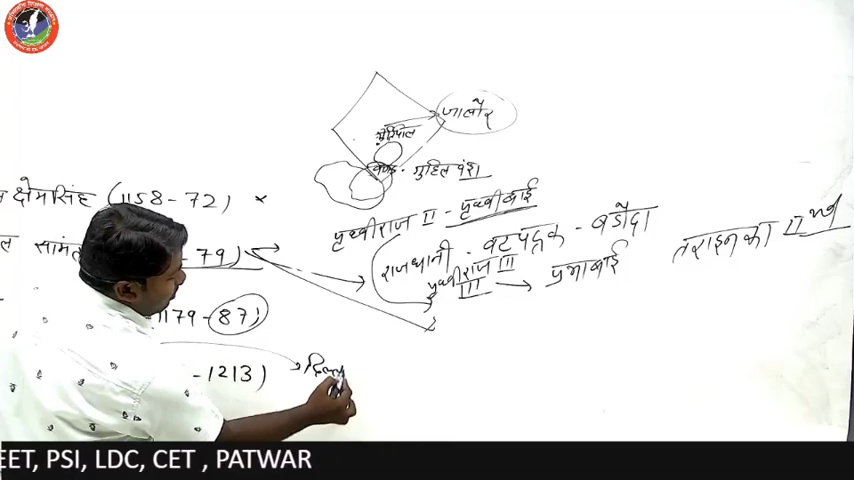 जालौर
गुहिल वंश
क्षेमसिंह (1158-72) ×
पृथ्वीराज II - पृथ्वीबाई
सामंत
-79)
राजधानी - वटपद्रक - बडौदा
पृथ्वीराज III
III → प्रभाबाई
तराइन का II
1179-87)
-1213)
EET, PSI, LDC, CET , PATWAR